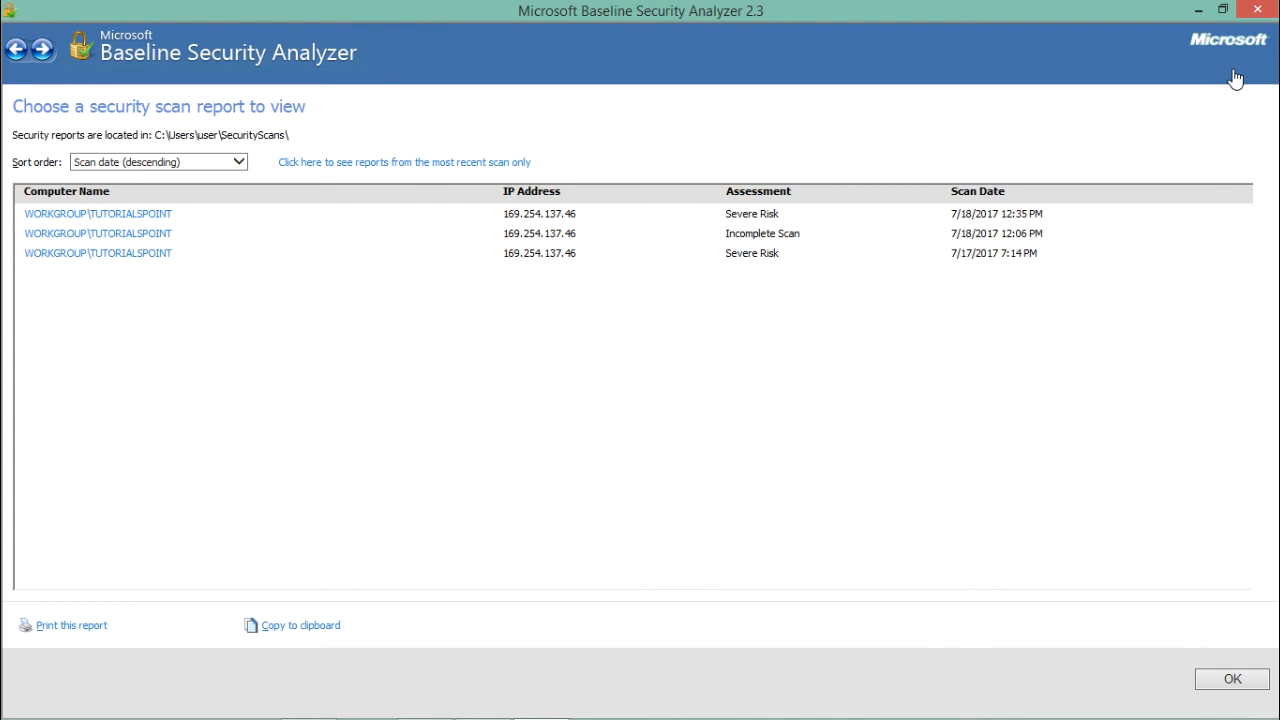 Microsoft Baseline Security Analyzer 2.3
Microsoft
Baseline Security Analyzer
Microsoft
Choose a security scan report to view
Security reports are located in: C:\Users\user\SecurityScans\
Sort order: Scan date (descending) Click here to see reports from the most recent scan only
Computer Name IP Address Assessment Scan Date
WORKGROUP\TUTORIALSPOINT 169.254.137.46 Severe Risk 7/18/2017 12:35 PM
WORKGROUP\TUTORIALSPOINT 169.254.137.46 Incomplete Scan 7/18/2017 12:06 PM
WORKGROUP\TUTORIALSPOINT 169.254.137.46 Severe Risk 7/17/2017 7:14 PM
Print this report Copy to clipboard
OK